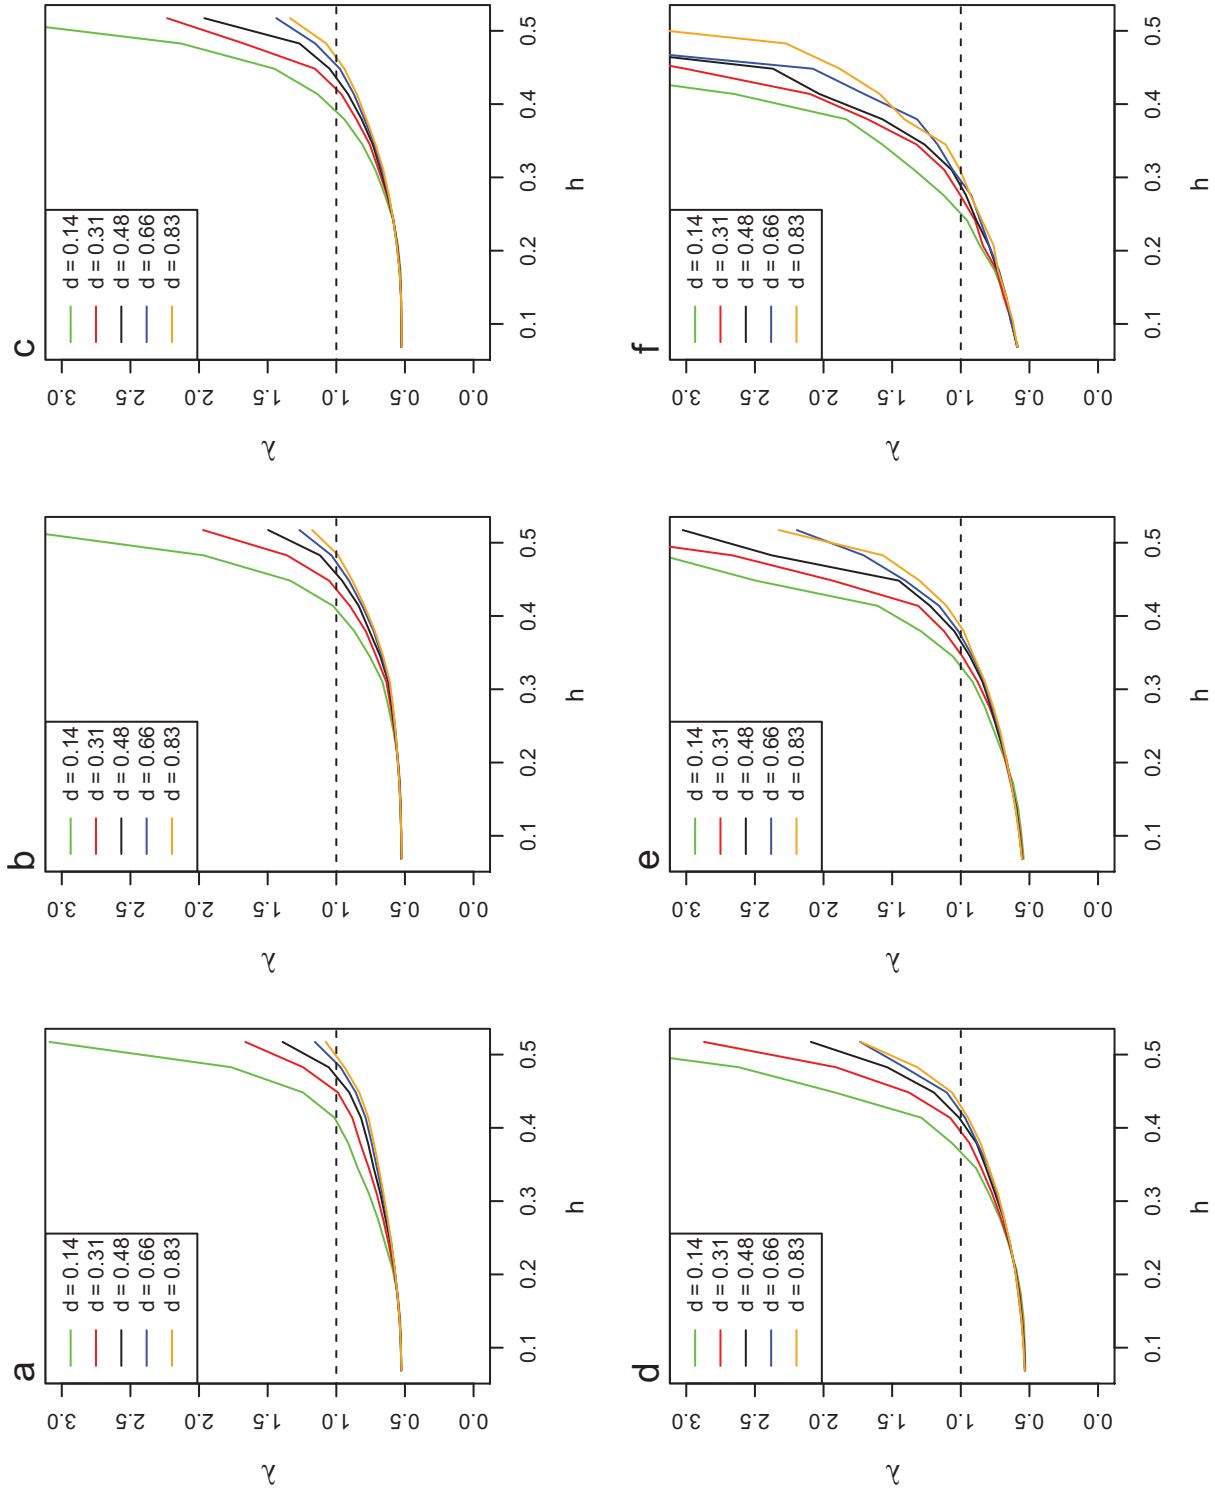 a
d = 0.14
d = 0.31
d = 0.48
d = 0.66
d = 0.83
3.0
2.5
2.0
1.5
1.0
0.5
0.0
λ
0.1 0.2 0.3 0.4 0.5
h
b
d = 0.14
d = 0.31
d = 0.48
d = 0.66
d = 0.83
3.0
2.5
2.0
1.5
1.0
0.5
0.0
λ
0.1 0.2 0.3 0.4 0.5
h
c
d = 0.14
d = 0.31
d = 0.48
d = 0.66
d = 0.83
3.0
2.5
2.0
1.5
1.0
0.5
0.0
λ
0.1 0.2 0.3 0.4 0.5
h
d
d = 0.14
d = 0.31
d = 0.48
d = 0.66
d = 0.83
3.0
2.5
2.0
1.5
1.0
0.5
0.0
λ
0.1 0.2 0.3 0.4 0.5
h
e
d = 0.14
d = 0.31
d = 0.48
d = 0.66
d = 0.83
3.0
2.5
2.0
1.5
1.0
0.5
0.0
λ
0.1 0.2 0.3 0.4 0.5
h
f
d = 0.14
d = 0.31
d = 0.48
d = 0.66
d = 0.83
3.0
2.5
2.0
1.5
1.0
0.5
0.0
λ
0.1 0.2 0.3 0.4 0.5
h